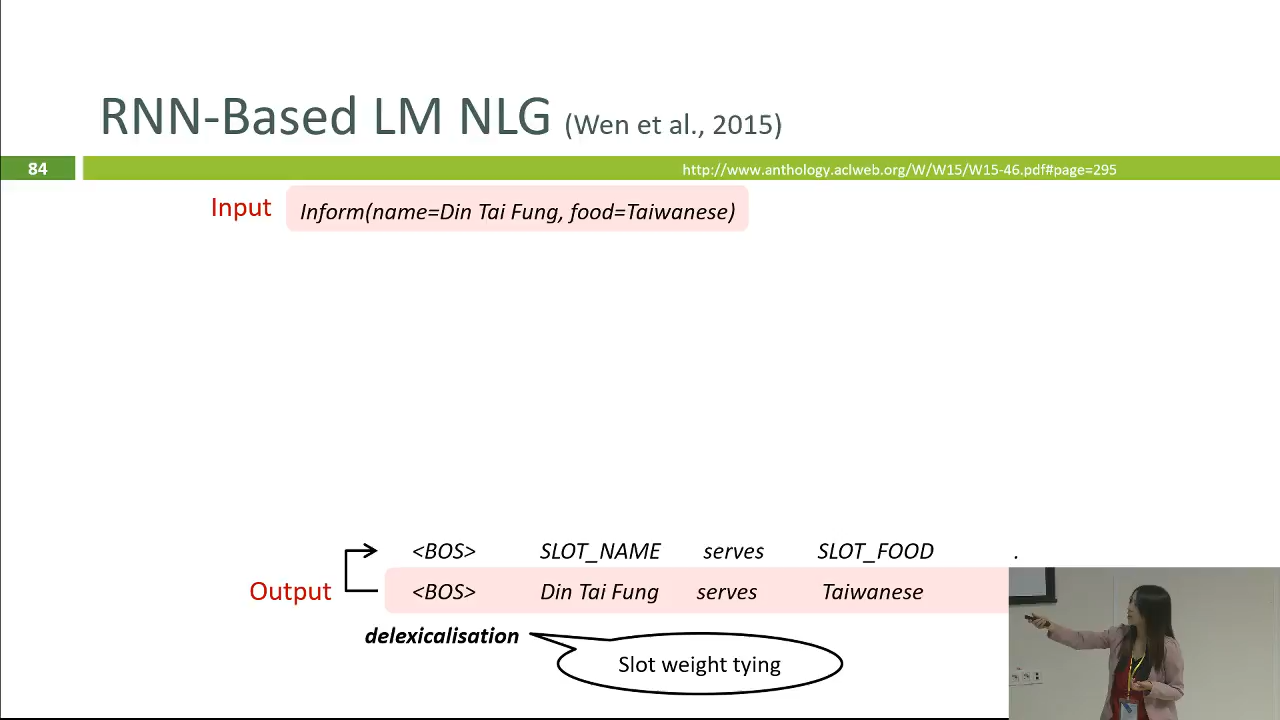 RNN-Based LM NLG (Wen et al., 2015)
84
http://www.anthology.aclweb.org/W/W15/W15-46.pdf#page=295
Input Inform(name=Din Tai Fung, food=Taiwanese)
<BOS> SLOT_NAME serves SLOT_FOOD .
Output <BOS> Din Tai Fung serves Taiwanese
delexicalisation
Slot weight tying